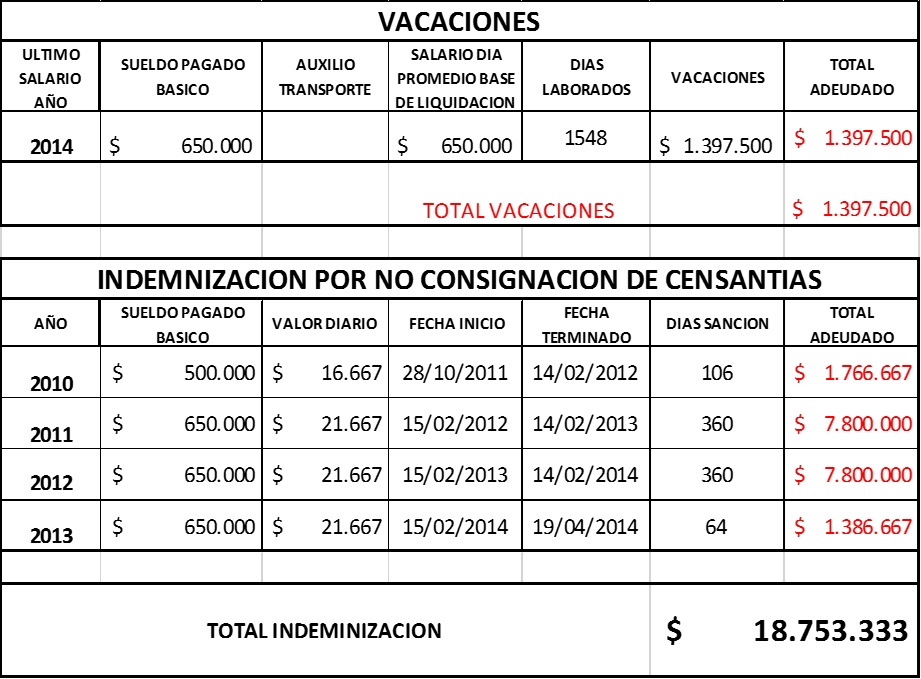 VACACIONES
ULTIMO SALARIO AÑO | SUELDO PAGADO BASICO | AUXILIO TRANSPORTE | SALARIO DIA PROMEDIO BASE DE LIQUIDACION | DIAS LABORADOS | VACACIONES | TOTAL ADEUDADO
2014 | $ 650.000 | | $ 650.000 | 1548 | $ 1.397.500 | $ 1.397.500
TOTAL VACACIONES | | $ 1.397.500
INDEMNIZACION POR NO CONSIGNACION DE CENSANTIAS
AÑO | SUELDO PAGADO BASICO | VALOR DIARIO | FECHA INICIO | FECHA TERMINADO | DIAS SANCION | TOTAL ADEUDADO
2010 | $ 500.000 | $ 16.667 | 28/10/2011 | 14/02/2012 | 106 | $ 1.766.667
2011 | $ 650.000 | $ 21.667 | 15/02/2012 | 14/02/2013 | 360 | $ 7.800.000
2012 | $ 650.000 | $ 21.667 | 15/02/2013 | 14/02/2014 | 360 | $ 7.800.000
2013 | $ 650.000 | $ 21.667 | 15/02/2014 | 19/04/2014 | 64 | $ 1.386.667
TOTAL INDEMINIZACION | $ 18.753.333